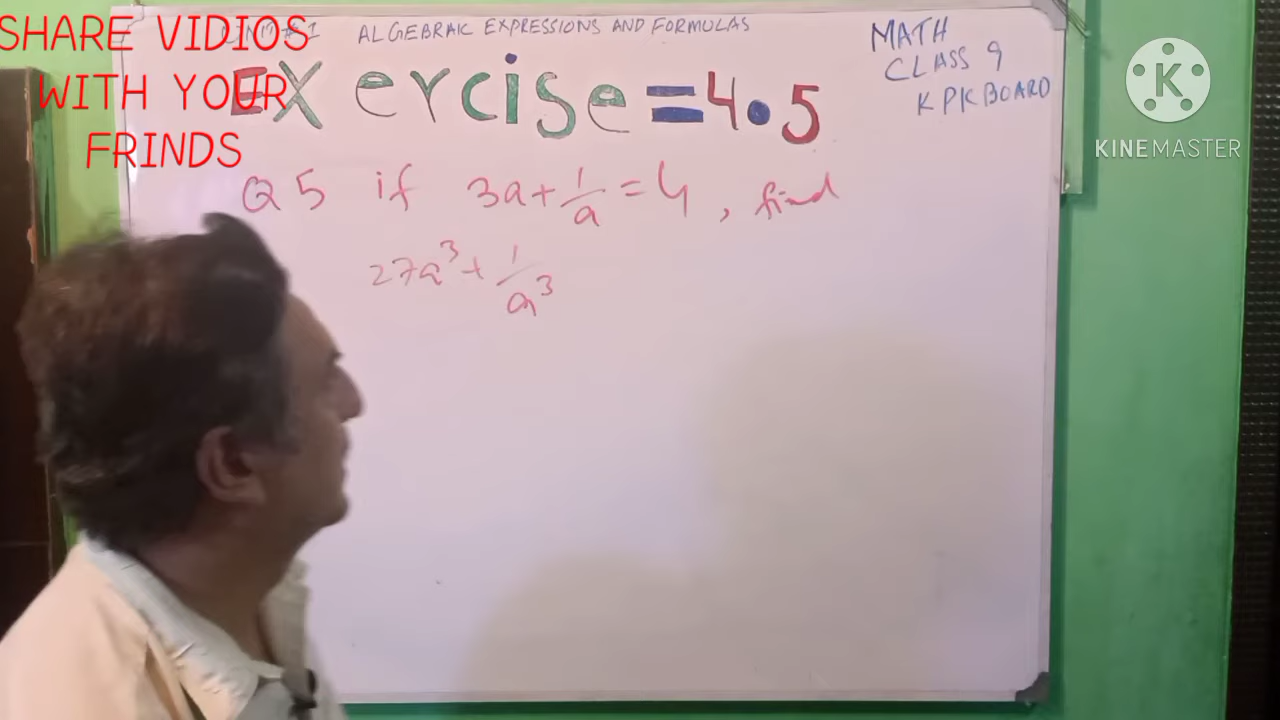 SHARE VIDIOS
WITH YOUR
FRINDS
ALGEBRAIC EXPRESSIONS AND FORMULAS
MATH
CLASS 9
KPK BOARD
Exercise = 4.5
K
KINEMASTER
Q 5 if 3a + 1/a = 4, find
27a³ + 1/a³